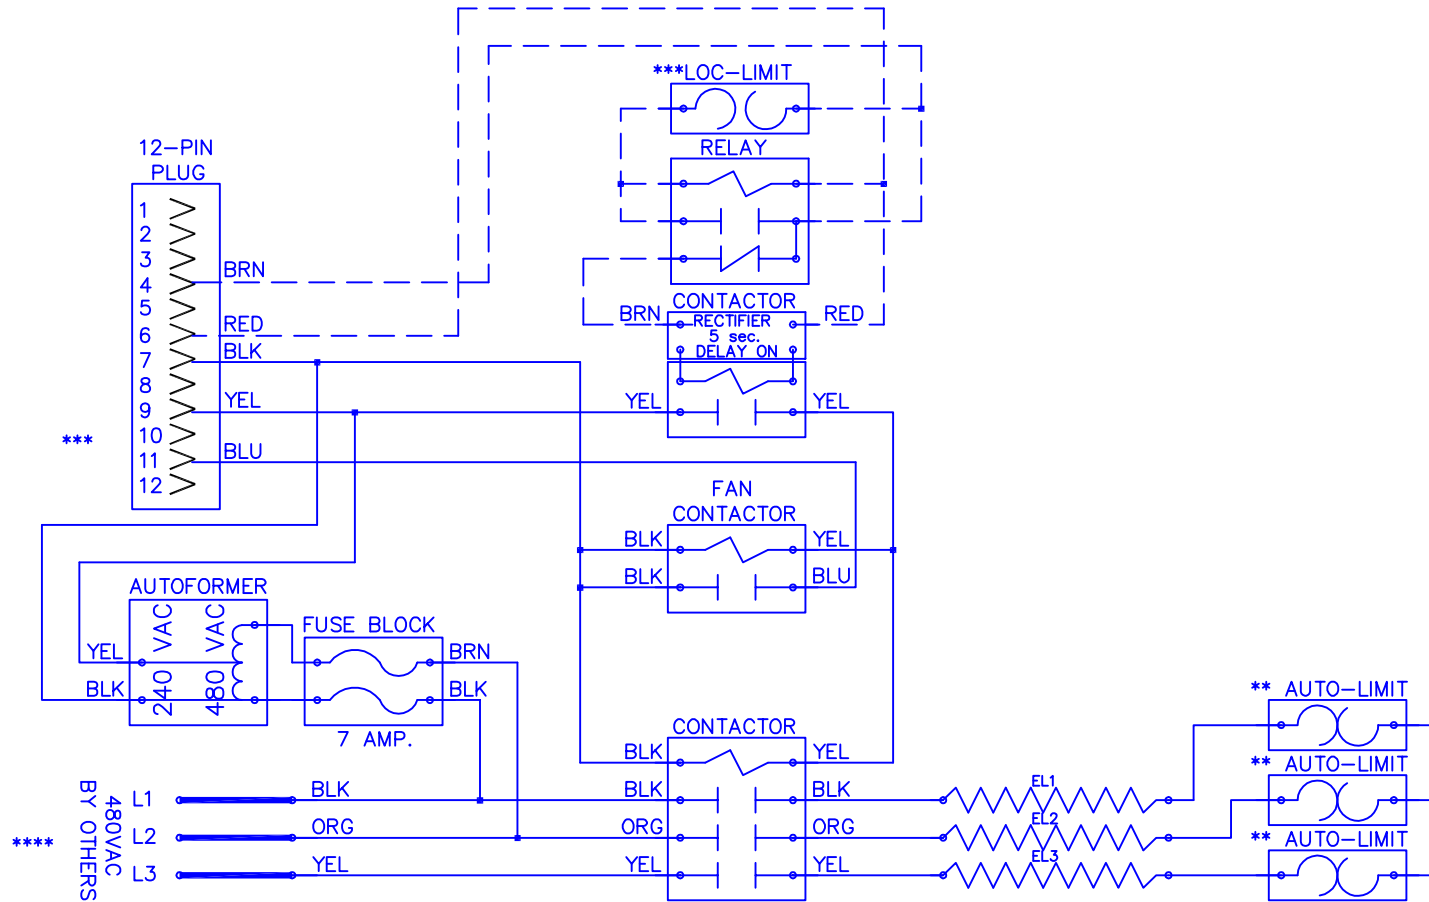 ***LOC-LIMIT
RELAY
12-PIN
PLUG
1
2
3
4
5
6
7
8
9
10
11
12
***
BRN
RED
BLK
YEL
BLU
CONTACTOR
BRN
RED
RECTIFIER
5 sec.
DELAY ON
YEL
YEL
FAN
CONTACTOR
BLK
YEL
BLK
BLU
AUTOFORMER
240 VAC
480 VAC
YEL
BLK
FUSE BLOCK
BRN
BLK
7 AMP.
CONTACTOR
BLK
YEL
** AUTO-LIMIT
** AUTO-LIMIT
** AUTO-LIMIT
****
480VAC
BY OTHERS
L1
BLK
BLK
BLK
EL1
L2
ORG
ORG
ORG
EL2
L3
YEL
YEL
YEL
EL3